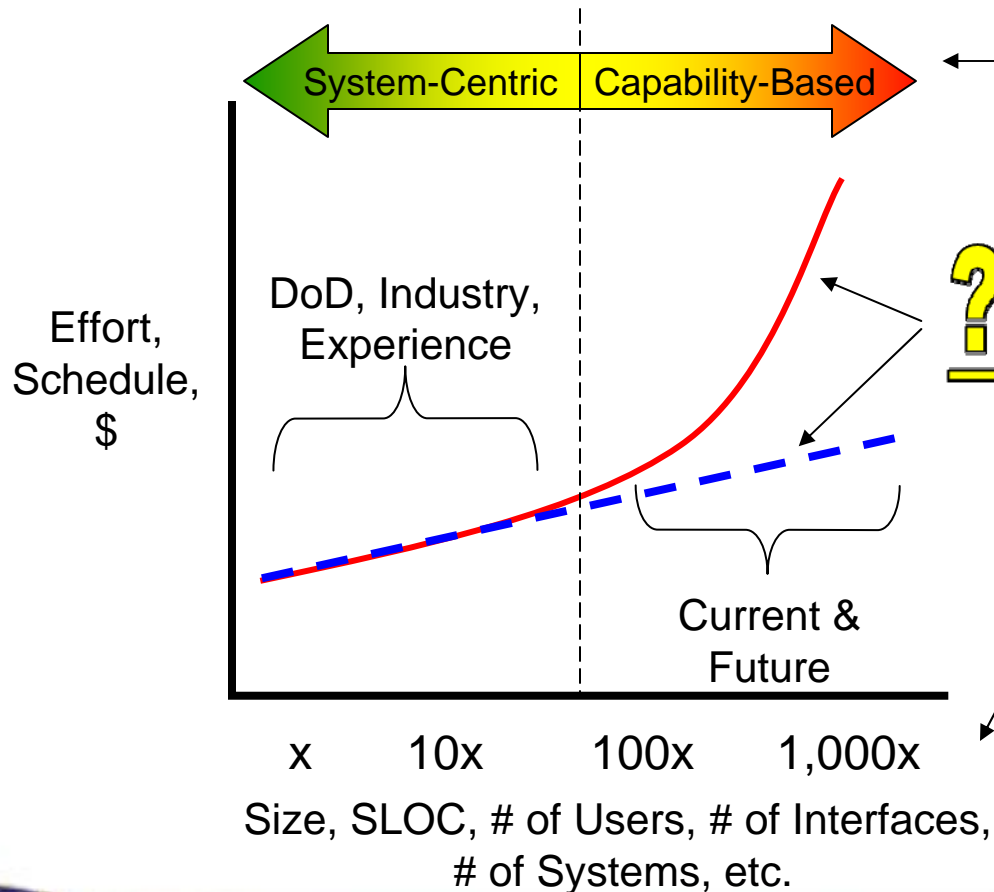 System-Centric
Capability-Based
DoD, Industry,
Experience
Effort,
Schedule,
$
?
Current &
Future
x 10x 100x 1,000x
Size, SLOC, # of Users, # of Interfaces,
# of Systems, etc.